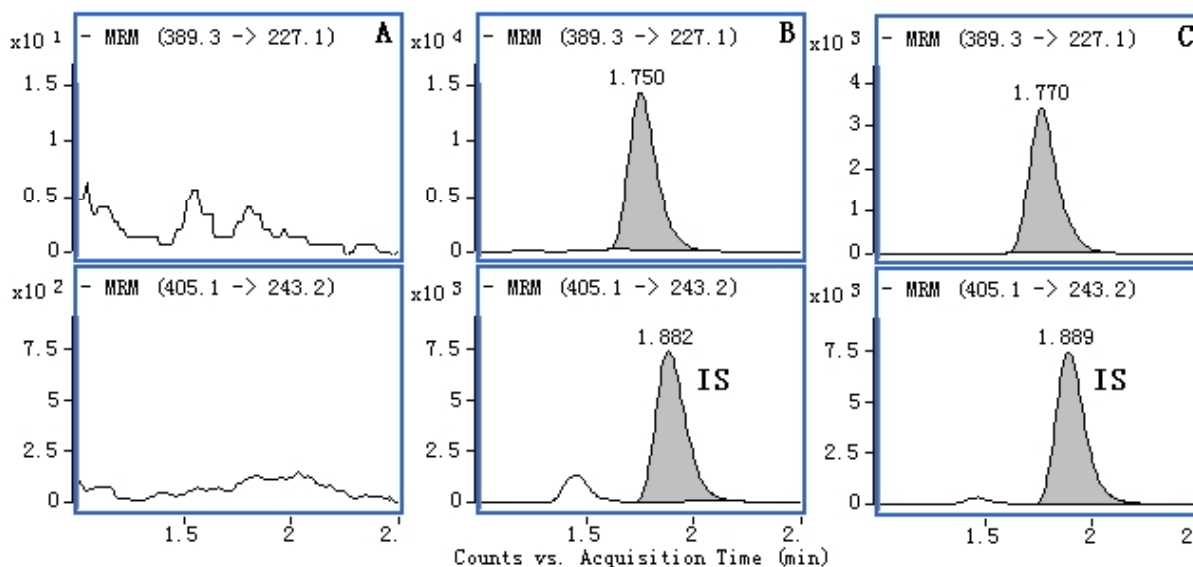 x10 1 - MRM (389.3 -> 227.1) A
1.5
1
0.5
0
x10 4 - MRM (389.3 -> 227.1) B
1.750
1.5
1
0.5
0
x10 3 - MRM (389.3 -> 227.1) C
1.770
4
3
2
1
0
x10 2 - MRM (405.1 -> 243.2)
7.5
5
2.5
0
1.5 2 2.
x10 3 - MRM (405.1 -> 243.2)
1.882
IS
7.5
5
2.5
0
1.5 2 2.
x10 3 - MRM (405.1 -> 243.2)
1.889
IS
7.5
5
2.5
0
1.5 2 2
Counts vs. Acquisition Time (min)